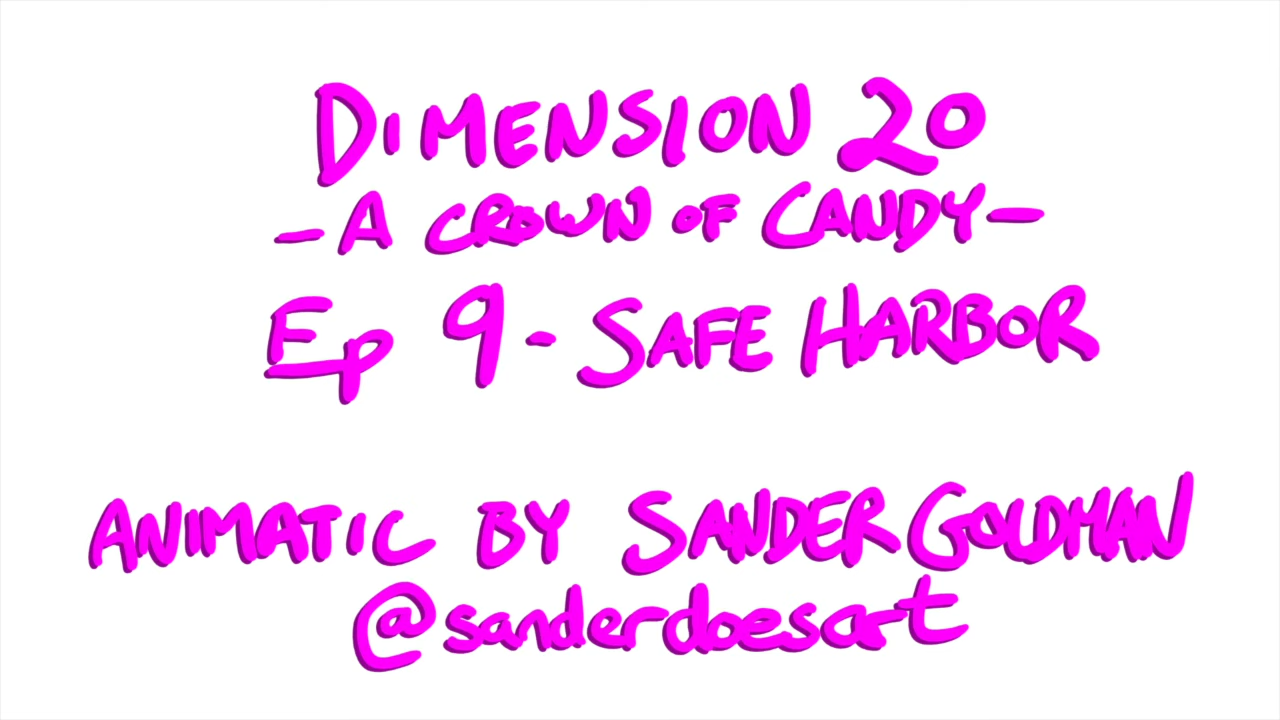 DIMENSION 20
- A CROWN OF CANDY -
Ep 9 - SAFE HARBOR
ANIMATIC BY SANDER GOLDMAN
@sanderdoesart